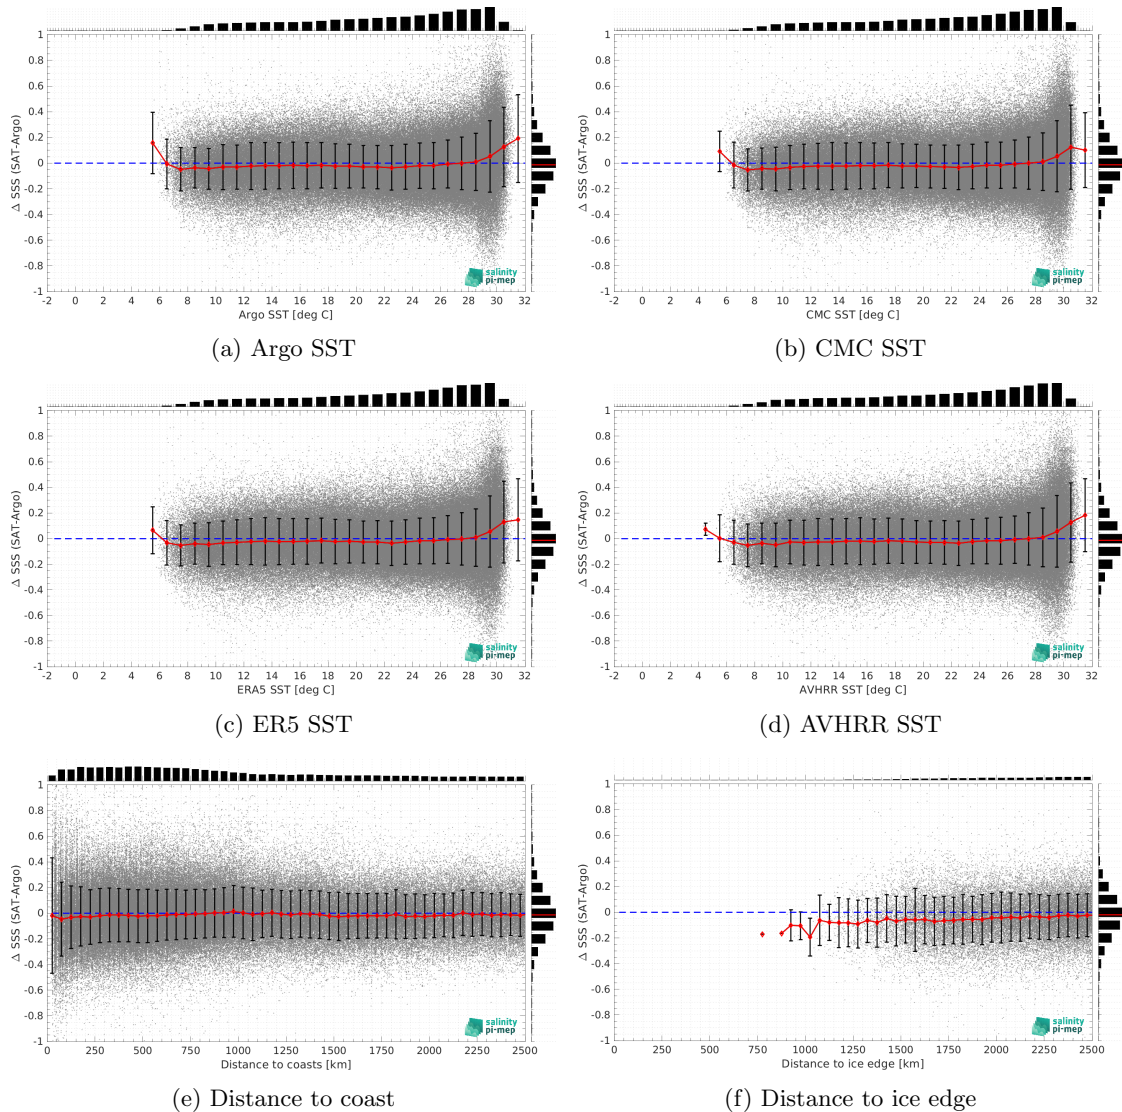 1
0.8
0.6
0.4
0.2
0
-0.2
-0.4
-0.6
-0.8
-1
Δ SSS (SAT-Argo)
salinity
pi-mep
-2 0 2 4 6 8 10 12 14 16 18 20 22 24 26 28 30 32
Argo SST [deg C]
(a) Argo SST
1
0.8
0.6
0.4
0.2
0
-0.2
-0.4
-0.6
-0.8
-1
Δ SSS (SAT-Argo)
salinity
pi-mep
-2 0 2 4 6 8 10 12 14 16 18 20 22 24 26 28 30 32
CMC SST [deg C]
(b) CMC SST
1
0.8
0.6
0.4
0.2
0
-0.2
-0.4
-0.6
-0.8
-1
Δ SSS (SAT-Argo)
salinity
pi-mep
-2 0 2 4 6 8 10 12 14 16 18 20 22 24 26 28 30 32
ERA5 SST [deg C]
(c) ER5 SST
1
0.8
0.6
0.4
0.2
0
-0.2
-0.4
-0.6
-0.8
-1
Δ SSS (SAT-Argo)
salinity
pi-mep
-2 0 2 4 6 8 10 12 14 16 18 20 22 24 26 28 30 32
AVHRR SST [deg C]
(d) AVHRR SST
1
0.8
0.6
0.4
0.2
0
-0.2
-0.4
-0.6
-0.8
-1
Δ SSS (SAT-Argo)
salinity
pi-mep
0 250 500 750 1000 1250 1500 1750 2000 2250 2500
Distance to coasts [km]
(e) Distance to coast
1
0.8
0.6
0.4
0.2
0
-0.2
-0.4
-0.6
-0.8
-1
Δ SSS (SAT-Argo)
salinity
pi-mep
0 250 500 750 1000 1250 1500 1750 2000 2250 2500
Distance to ice edge [km]
(f) Distance to ice edge